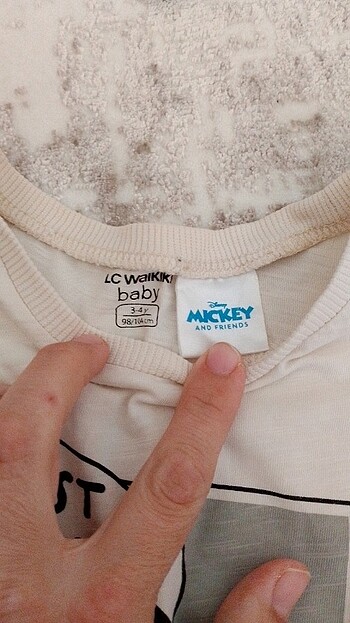 LC Waikiki
baby
3-4 y
98/104 cm
Disney
MICKEY
AND FRIENDS
ST